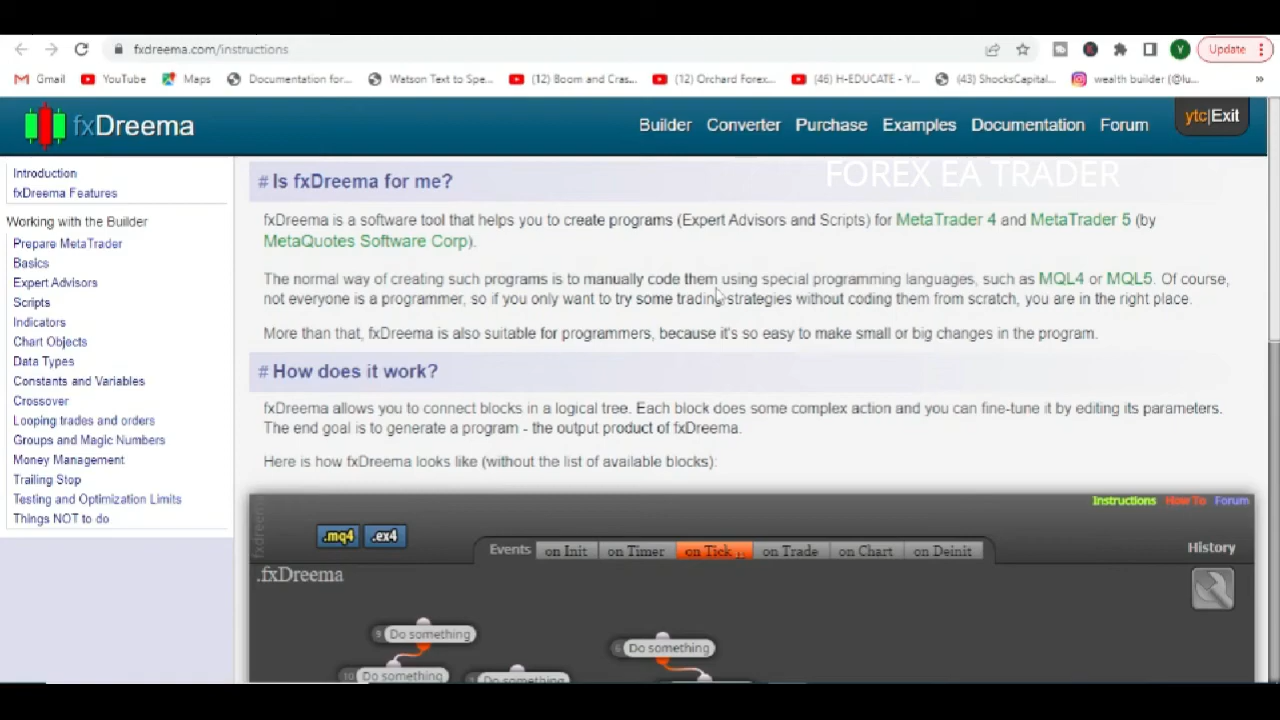 fxdreema.com/instructions
Y
Update
Gmail
YouTube
Maps
Documentation for...
Watson Text to Spe...
(12) Boom and Cras...
(12) Orchard Forex...
(46) H-EDUCATE - Y...
(43) ShocksCapital...
wealth builder (@lu...
»
fxDreema
Builder
Converter
Purchase
Examples
Documentation
Forum
ytc|Exit
FOREX EA TRADER
Introduction
fxDreema Features
Working with the Builder
Prepare MetaTrader
Basics
Expert Advisors
Scripts
Indicators
Chart Objects
Data Types
Constants and Variables
Crossover
Looping trades and orders
Groups and Magic Numbers
Money Management
Trailing Stop
Testing and Optimization Limits
Things NOT to do
# Is fxDreema for me?
fxDreema is a software tool that helps you to create programs (Expert Advisors and Scripts) for MetaTrader 4 and MetaTrader 5 (by
MetaQuotes Software Corp).
The normal way of creating such programs is to manually code them using special programming languages, such as MQL4 or MQL5. Of course,
not everyone is a programmer, so if you only want to try some trading strategies without coding them from scratch, you are in the right place.
More than that, fxDreema is also suitable for programmers, because it's so easy to make small or big changes in the program.
# How does it work?
fxDreema allows you to connect blocks in a logical tree. Each block does some complex action and you can fine-tune it by editing its parameters.
The end goal is to generate a program - the output product of fxDreema.
Here is how fxDreema looks like (without the list of available blocks):
fxdreema
Instructions
How To
Forum
.mq4
.ex4
Events
on Init
on Timer
on Tick
on Trade
on Chart
on Deinit
History
.fxDreema
9 Do something
6 Do something
10 Do something
Do something